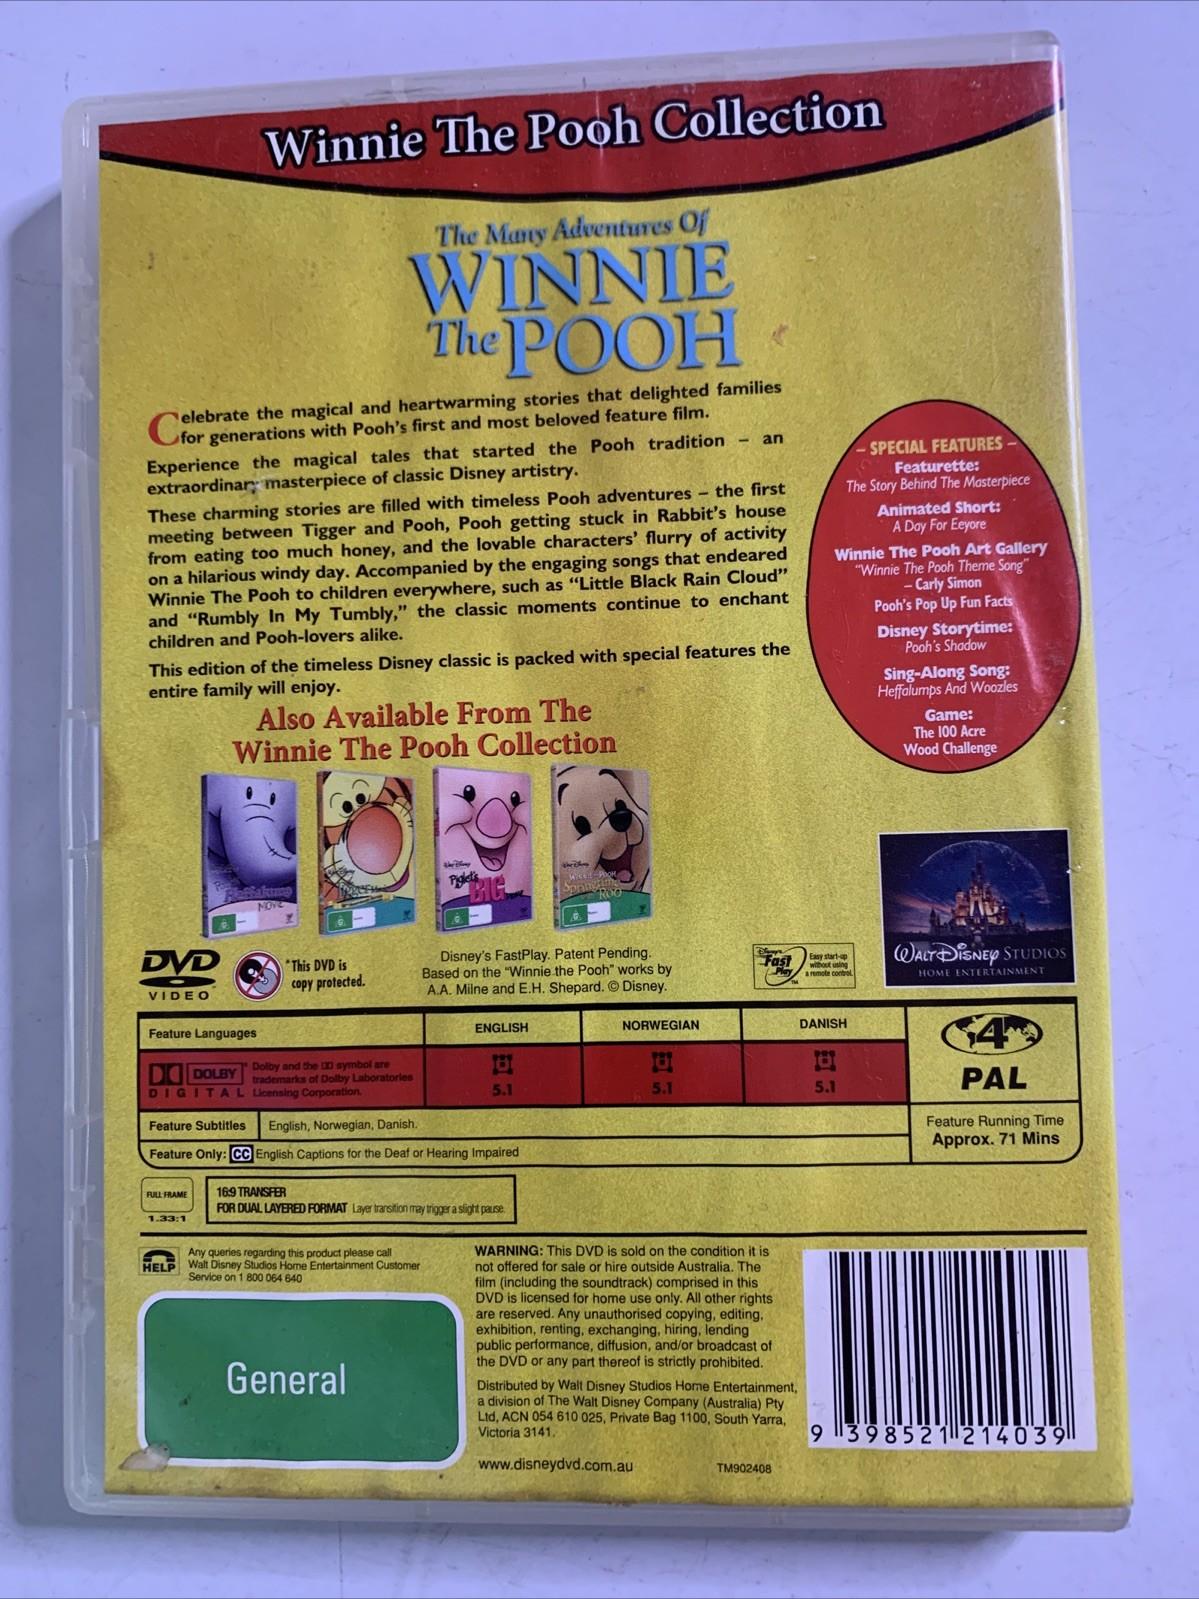 Winnie The Pooh Collection
The Many Adventures Of
WINNIE
The POOH
Celebrate the magical and heartwarming stories that delighted families
for generations with Pooh's first and most beloved feature film.
Experience the magical tales that started the Pooh tradition – an
extraordinary masterpiece of classic Disney artistry.
These charming stories are filled with timeless Pooh adventures – the first
meeting between Tigger and Pooh, Pooh getting stuck in Rabbit's house
from eating too much honey, and the lovable characters' flurry of activity
on a hilarious windy day. Accompanied by the engaging songs that endeared
Winnie The Pooh to children everywhere, such as "Little Black Rain Cloud"
and "Rumbly In My Tumbly," the classic moments continue to enchant
children and Pooh-lovers alike.
This edition of the timeless Disney classic is packed with special features the
entire family will enjoy.
– SPECIAL FEATURES –
Featurette:
The Story Behind The Masterpiece
Animated Short:
A Day For Eeyore
Winnie The Pooh Art Gallery
"Winnie The Pooh Theme Song"
– Carly Simon
Pooh's Pop Up Fun Facts
Disney Storytime:
Pooh's Shadow
Sing-Along Song:
Heffalumps And Woozles
Game:
The 100 Acre
Wood Challenge
Also Available From The
Winnie The Pooh Collection
Heffalump
MOVIE
Piglet's
BIG
Springtime
Roo
WALT DISNEY STUDIOS
HOME ENTERTAINMENT
DVD
VIDEO
*This DVD is
copy protected.
Disney's FastPlay. Patent Pending.
Based on the "Winnie the Pooh" works by
A.A. Milne and E.H. Shepard. © Disney.
Disney's
Fast
Play
TM
Easy start-up
without using
a remote control.
Feature Languages
ENGLISH
NORWEGIAN
DANISH
DOLBY
DIGITAL
Dolby and the symbol are
trademarks of Dolby Laboratories
Licensing Corporation.
5.1
5.1
5.1
4
PAL
Feature Subtitles
English, Norwegian, Danish.
Feature Only: CC English Captions for the Deaf or Hearing Impaired
Feature Running Time
Approx. 71 Mins
FULL FRAME
1.33:1
16:9 TRANSFER
FOR DUAL LAYERED FORMAT Layer transition may trigger a slight pause.
HELP
Any queries regarding this product please call
Walt Disney Studios Home Entertainment Customer
Service on 1 800 064 640
General
WARNING: This DVD is sold on the condition it is
not offered for sale or hire outside Australia. The
film (including the soundtrack) comprised in this
DVD is licensed for home use only. All other rights
are reserved. Any unauthorised copying, editing,
exhibition, renting, exchanging, hiring, lending
public performance, diffusion, and/or broadcast of
the DVD or any part thereof is strictly prohibited.
Distributed by Walt Disney Studios Home Entertainment,
a division of The Walt Disney Company (Australia) Pty
Ltd, ACN 054 610 025, Private Bag 1100, South Yarra,
Victoria 3141.
www.disneydvd.com.au
TM902408
9 398521 214039